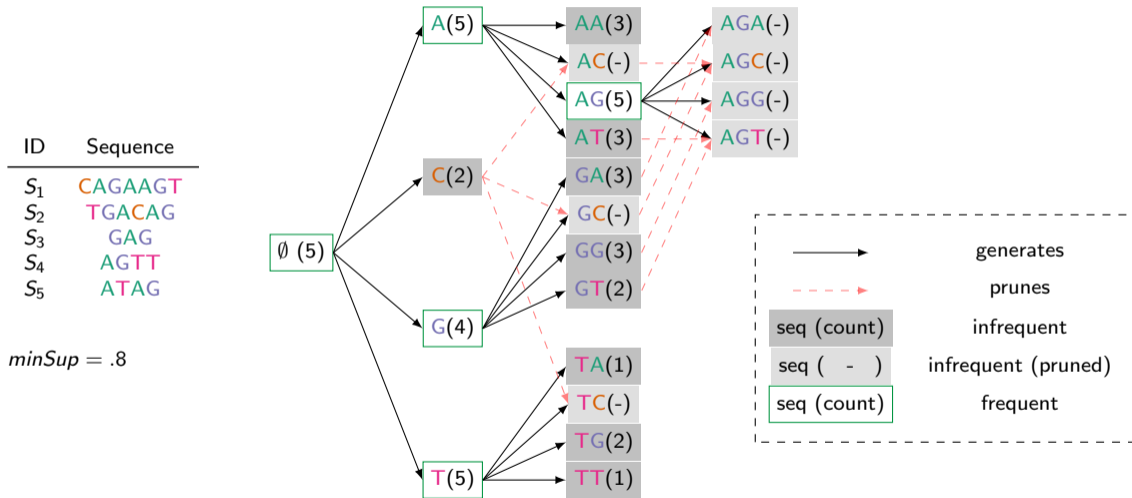 ID Sequence
S1 CAGAAGT
S2 TGACAG
S3 GAG
S4 AGTT
S5 ATAG
minSup = .8
∅ (5)
A(5)
C(2)
G(4)
T(5)
AA(3)
AC(-)
AG(5)
AT(3)
GA(3)
GC(-)
GG(3)
GT(2)
TA(1)
TC(-)
TG(2)
TT(1)
AGA(-)
AGC(-)
AGG(-)
AGT(-)
generates
prunes
seq (count) infrequent
seq ( - ) infrequent (pruned)
seq (count) frequent